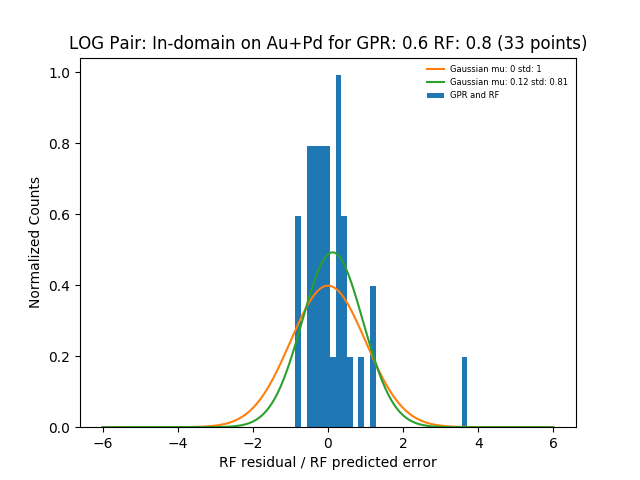 LOG Pair: In-domain on Au+Pd for GPR: 0.6 RF: 0.8 (33 points)
Gaussian mu: 0 std: 1
Gaussian mu: 0.12 std: 0.81
GPR and RF
Normalized Counts
1.0
0.8
0.6
0.4
0.2
0.0
−6
−4
−2
0
2
4
6
RF residual / RF predicted error